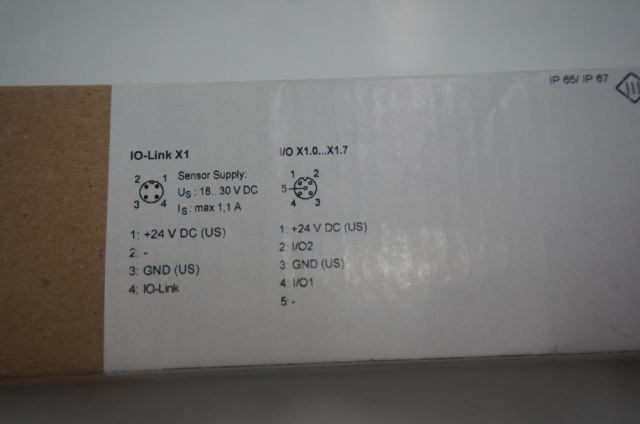 IP 65/ IP 67
IO-Link X1
2 1
3 4
Sensor Supply:
US : 18...30 V DC
IS : max 1,1 A
1: +24 V DC (US)
2: -
3: GND (US)
4: IO-Link
I/O X1.0...X1.7
1 2
5
4 3
1: +24 V DC (US)
2: I/O2
3: GND (US)
4: I/O1
5: -